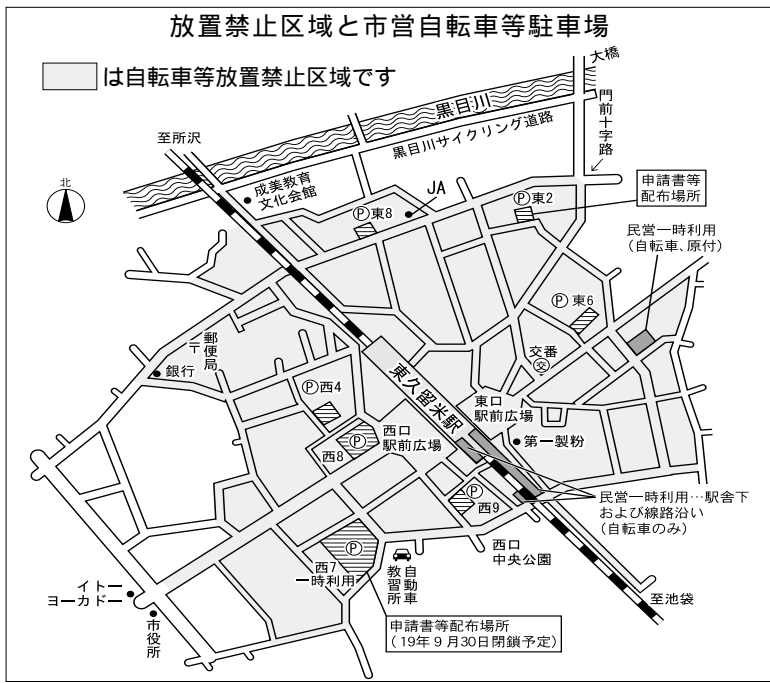 放置禁止区域と市営自転車等駐車場
は自転車等放置禁止区域です
大橋
黒目川
黒目川サイクリング道路
門前十字路
至所沢
北
成美教育
文化会館
JA
Ⓟ東8
Ⓟ東2
申請書等
配布場所
民営一時利用
(自転車、原付)
Ⓟ東6
郵便局
〒
銀行
交番
交
東久留米駅
東口
駅前広場
Ⓟ西4
西口
駅前広場
第一製粉
Ⓟ
西8
Ⓟ
西9
民営一時利用…駅舎下
および線路沿い
(自転車のみ)
Ⓟ
西7
一時利用
自動車
教習所
西口
中央公園
イトー
ヨーカドー
市役所
至池袋
申請書等配布場所
(19年9月30日閉鎖予定)